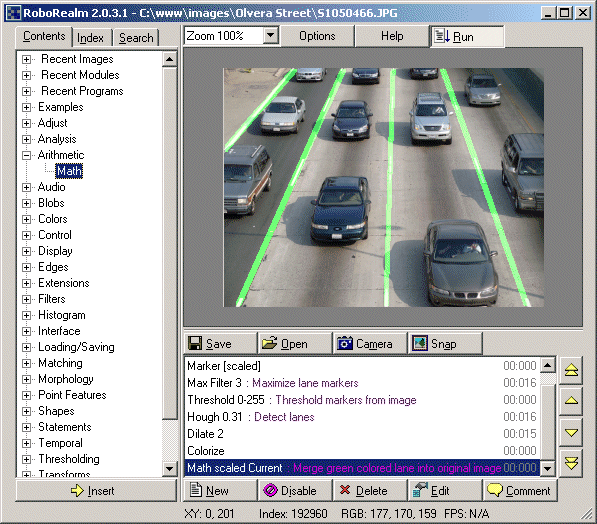 RoboRealm 2.0.3.1 - C:\www\images\Olvera Street\S1050466.JPG
Contents Index Search
Zoom 100% Options Help Run
Recent Images
Recent Modules
Recent Programs
Examples
Adjust
Analysis
Arithmetic
Math
Audio
Blobs
Colors
Control
Display
Edges
Extensions
Filters
Histogram
Interface
Loading/Saving
Matching
Morphology
Point Features
Shapes
Statements
Temporal
Thresholding
Transforms
Insert
Save Open Camera Snap
Marker [scaled] 00:000
Max Filter 3 : Maximize lane markers 00:016
Threshold 0-255 : Threshold markers from image 00:000
Hough 0.31 : Detect lanes 00:016
Dilate 2 00:015
Colorize 00:000
Math scaled Current : Merge green colored lane into original image 00:000
New Disable Delete Edit Comment
XY: 0, 201 Index: 192960 RGB: 177, 170, 159 FPS: N/A